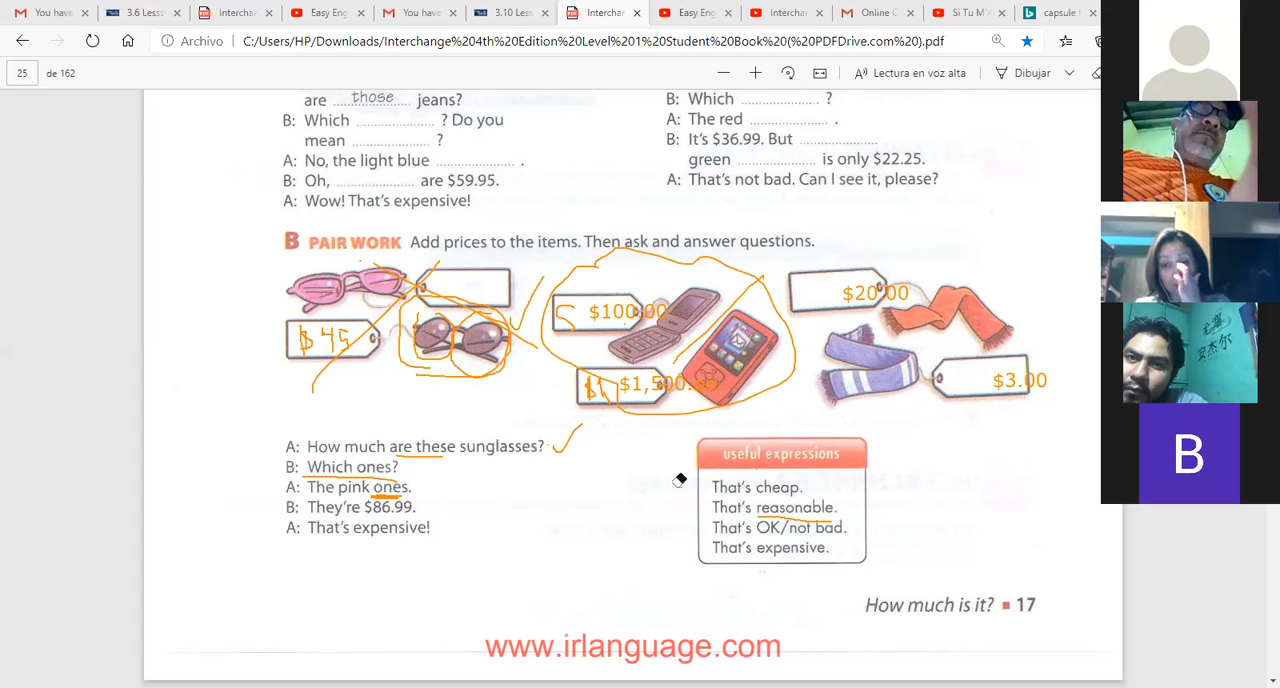 You have
3.6 Less
Interchar
Easy Eng
You have
3.10 Less
Interchar
Easy Eng
Interchan
Online C
Si Tu M'A
capsule
Archivo
C:/Users/HP/Downloads/Interchange%204th%20Edition%20Level%201%20Student%20Book%20(%20PDFDrive.com%20).pdf
25
de 162
Lectura en voz alta
Dibujar
are those jeans?
B: Which ? Do you
mean ?
A: No, the light blue .
B: Oh, are $59.95.
A: Wow! That's expensive!
B: Which ?
A: The red .
B: It's $36.99. But
green is only $22.25.
A: That's not bad. Can I see it, please?
B PAIR WORK Add prices to the items. Then ask and answer questions.
$45
$100.00
$1,500.00
$20.00
$3.00
A: How much are these sunglasses?
B: Which ones?
A: The pink ones.
B: They're $86.99.
A: That's expensive!
useful expressions
That's cheap.
That's reasonable.
That's OK/not bad.
That's expensive.
How much is it? 17
www.irlanguage.com
安杰尔
B